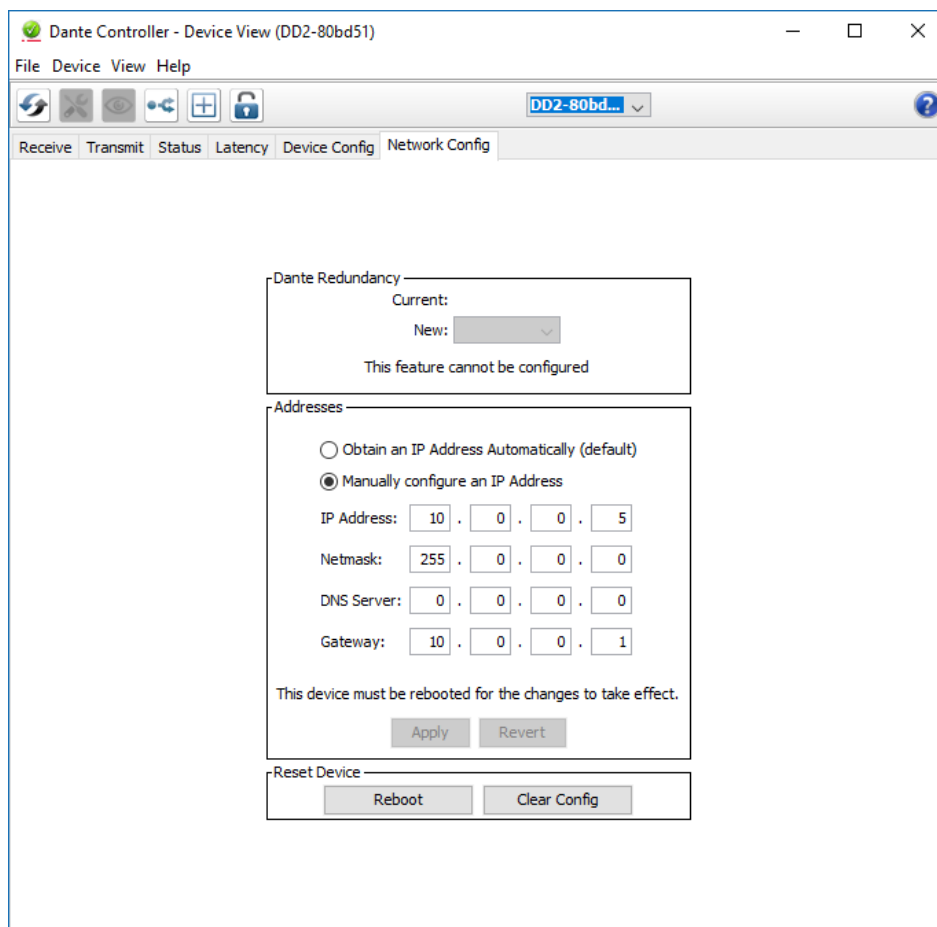 Dante Controller - Device View (DD2-80bd51)
File Device View Help
DD2-80bd...
?
Receive Transmit Status Latency Device Config Network Config
Dante Redundancy
Current:
New:
This feature cannot be configured
Addresses
Obtain an IP Address Automatically (default)
Manually configure an IP Address
IP Address: 10 . 0 . 0 . 5
Netmask: 255 . 0 . 0 . 0
DNS Server: 0 . 0 . 0 . 0
Gateway: 10 . 0 . 0 . 1
This device must be rebooted for the changes to take effect.
Apply Revert
Reset Device
Reboot Clear Config